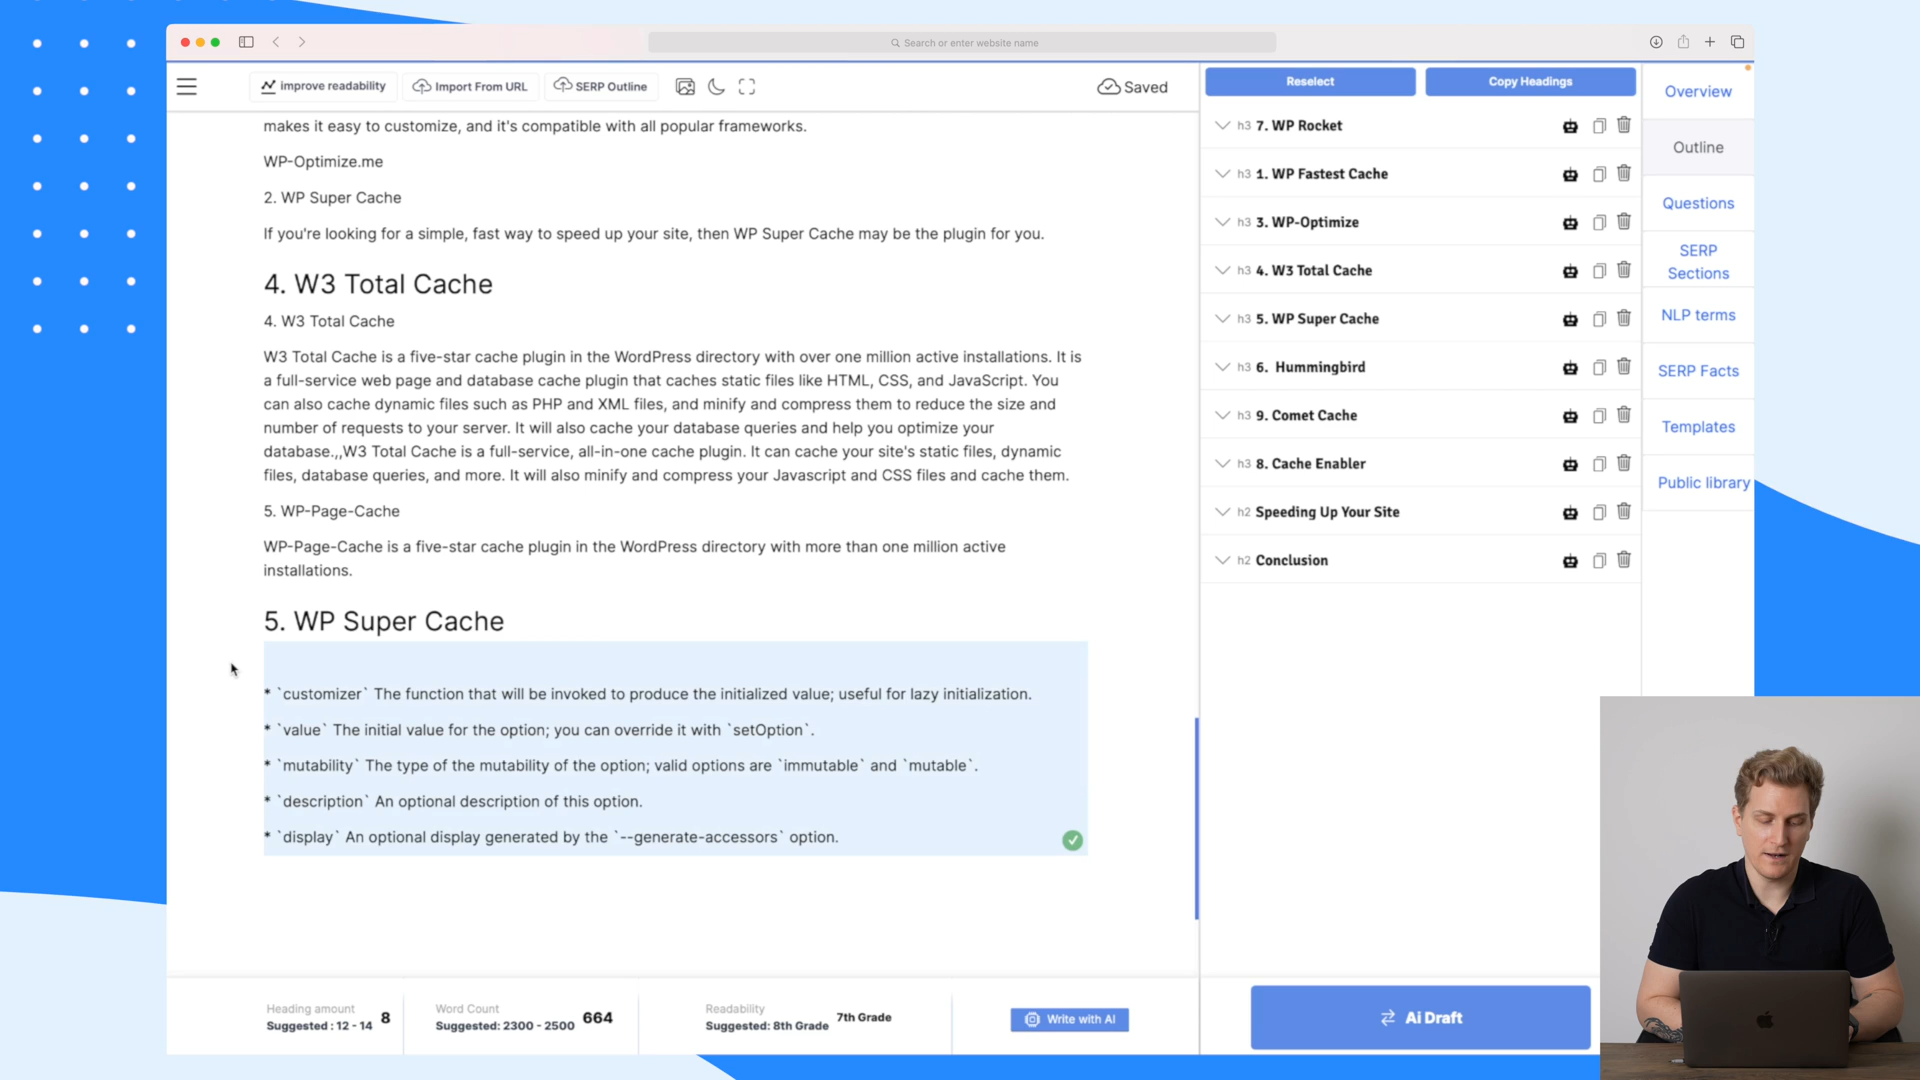 Search or enter website name
improve readability
Import From URL
SERP Outline
Saved
Reselect
Copy Headings
Overview
Outline
Questions
SERP
Sections
NLP terms
SERP Facts
Templates
Public library
makes it easy to customize, and it's compatible with all popular frameworks.
WP-Optimize.me
2. WP Super Cache
If you're looking for a simple, fast way to speed up your site, then WP Super Cache may be the plugin for you.
4. W3 Total Cache
4. W3 Total Cache
W3 Total Cache is a five-star cache plugin in the WordPress directory with over one million active installations. It is
a full-service web page and database cache plugin that caches static files like HTML, CSS, and JavaScript. You
can also cache dynamic files such as PHP and XML files, and minify and compress them to reduce the size and
number of requests to your server. It will also cache your database queries and help you optimize your
database.,,W3 Total Cache is a full-service, all-in-one cache plugin. It can cache your site's static files, dynamic
files, database queries, and more. It will also minify and compress your Javascript and CSS files and cache them.
5. WP-Page-Cache
WP-Page-Cache is a five-star cache plugin in the WordPress directory with more than one million active
installations.
5. WP Super Cache
* `customizer` The function that will be invoked to produce the initialized value; useful for lazy initialization.
* `value` The initial value for the option; you can override it with `setOption`.
* `mutability` The type of the mutability of the option; valid options are `immutable` and `mutable`.
* `description` An optional description of this option.
* `display` An optional display generated by the `--generate-accessors` option.
h3 7. WP Rocket
h3 1. WP Fastest Cache
h3 3. WP-Optimize
h3 4. W3 Total Cache
h3 5. WP Super Cache
h3 6. Hummingbird
h3 9. Comet Cache
h3 8. Cache Enabler
h2 Speeding Up Your Site
h2 Conclusion
Heading amount
Suggested : 12 - 14 8
Word Count
Suggested: 2300 - 2500 664
Readability
Suggested: 8th Grade 7th Grade
Write with AI
Ai Draft